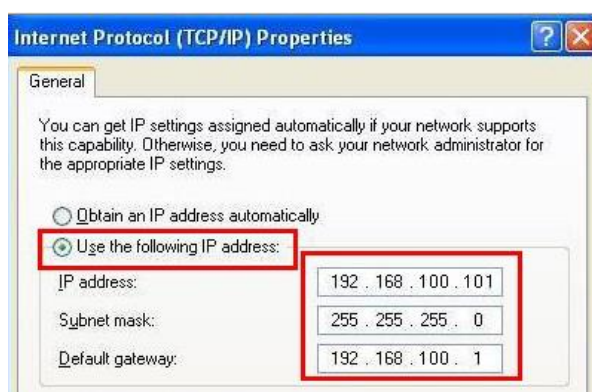 Internet Protocol (TCP/IP) Properties
General
You can get IP settings assigned automatically if your network supports
this capability. Otherwise, you need to ask your network administrator for
the appropriate IP settings.
Obtain an IP address automatically
Use the following IP address:
IP address: 192 . 168 . 100 . 101
Subnet mask: 255 . 255 . 255 . 0
Default gateway: 192 . 168 . 100 . 1